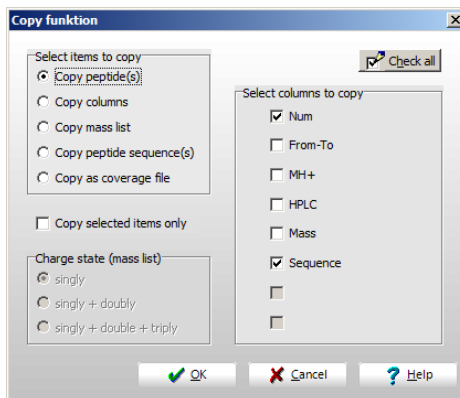 Copy funktion
Select items to copy
Copy peptide(s)
Copy columns
Copy mass list
Copy peptide sequence(s)
Copy as coverage file
Copy selected items only
Charge state (mass list)
singly
singly + doubly
singly + double + triply
Check all
Select columns to copy
Num
From-To
MH+
HPLC
Mass
Sequence
OK
Cancel
Help